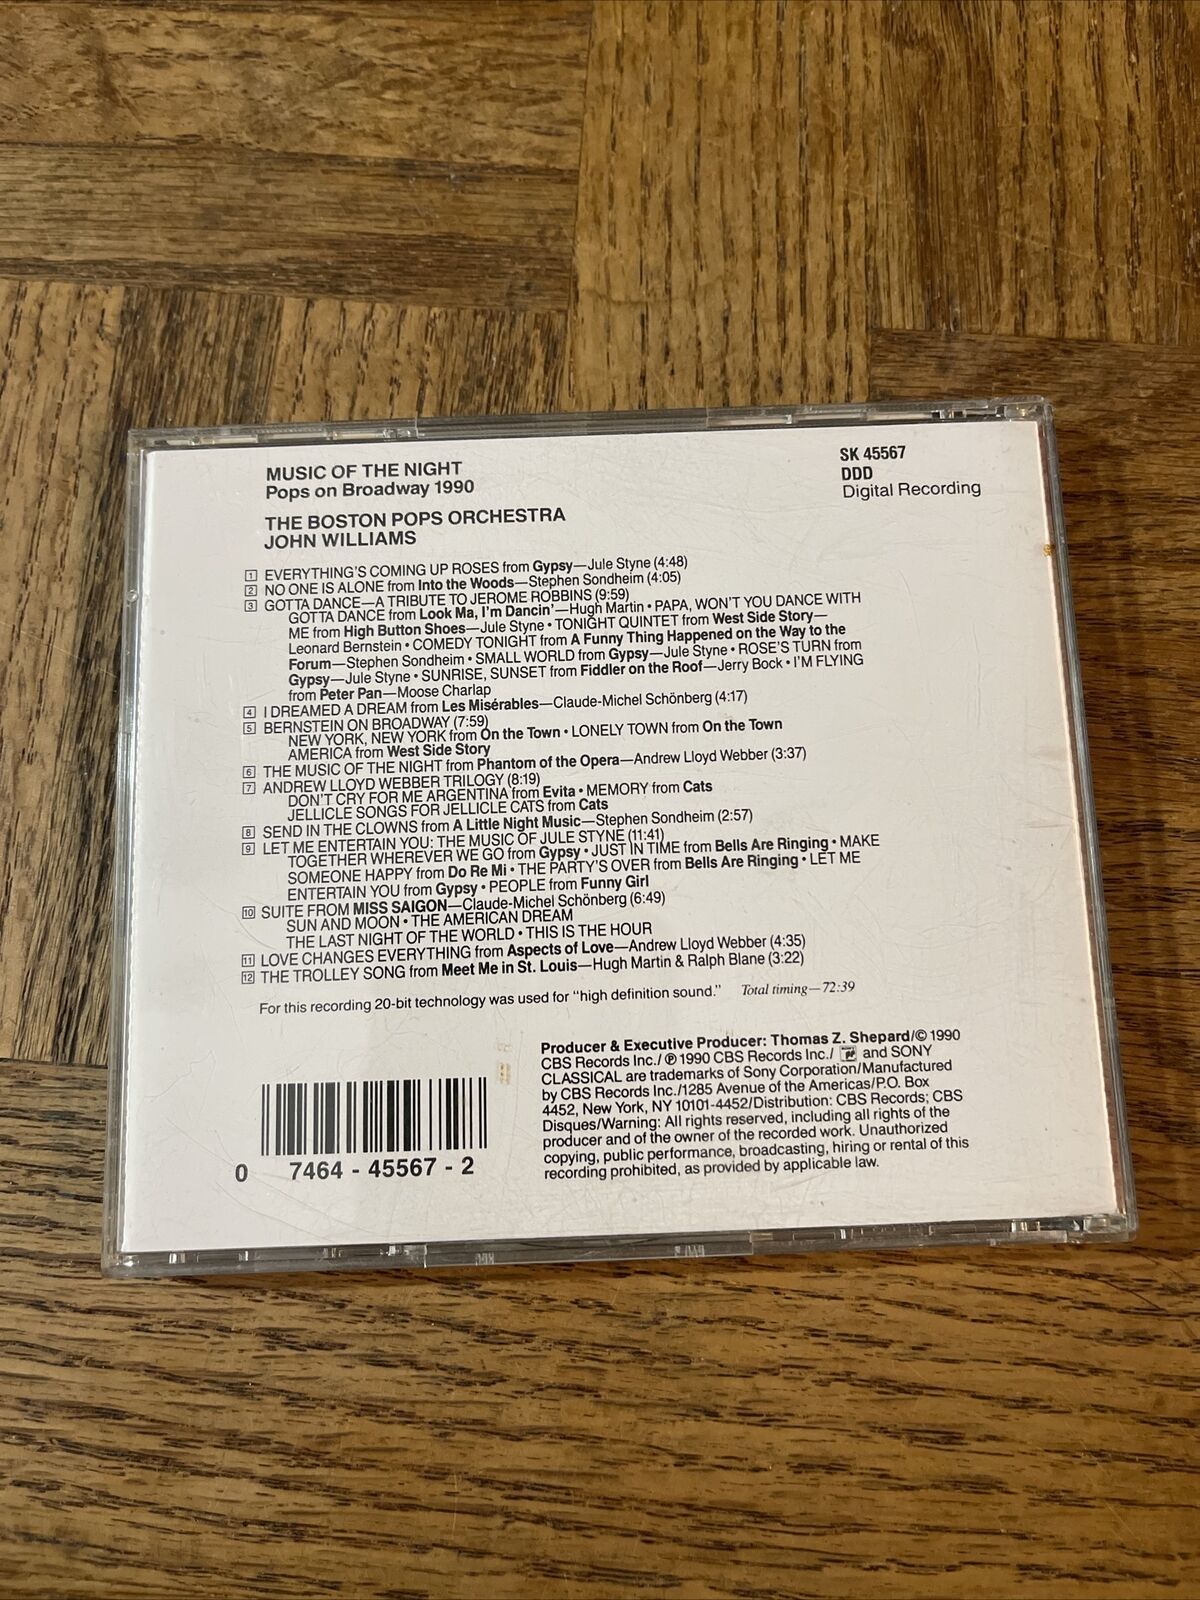 MUSIC OF THE NIGHT
Pops on Broadway 1990
THE BOSTON POPS ORCHESTRA
JOHN WILLIAMS
SK 45567
DDD
Digital Recording
1 EVERYTHING'S COMING UP ROSES from Gypsy—Jule Styne (4:48)
2 NO ONE IS ALONE from Into the Woods—Stephen Sondheim (4:05)
3 GOTTA DANCE—A TRIBUTE TO JEROME ROBBINS (9:59)
GOTTA DANCE from Look Ma, I'm Dancin'—Hugh Martin • PAPA, WON'T YOU DANCE WITH
ME from High Button Shoes—Jule Styne • TONIGHT QUINTET from West Side Story—
Leonard Bernstein • COMEDY TONIGHT from A Funny Thing Happened on the Way to the
Forum—Stephen Sondheim • SMALL WORLD from Gypsy—Jule Styne • ROSE'S TURN from
Gypsy—Jule Styne • SUNRISE, SUNSET from Fiddler on the Roof—Jerry Bock • I'M FLYING
from Peter Pan—Moose Charlap
4 I DREAMED A DREAM from Les Misérables—Claude-Michel Schönberg (4:17)
5 BERNSTEIN ON BROADWAY (7:59)
NEW YORK, NEW YORK from On the Town • LONELY TOWN from On the Town
AMERICA from West Side Story
6 THE MUSIC OF THE NIGHT from Phantom of the Opera—Andrew Lloyd Webber (3:37)
7 ANDREW LLOYD WEBBER TRILOGY (8:19)
DON'T CRY FOR ME ARGENTINA from Evita • MEMORY from Cats
JELLICLE SONGS FOR JELLICLE CATS from Cats
8 SEND IN THE CLOWNS from A Little Night Music—Stephen Sondheim (2:57)
9 LET ME ENTERTAIN YOU: THE MUSIC OF JULE STYNE (11:41)
TOGETHER WHEREVER WE GO from Gypsy • JUST IN TIME from Bells Are Ringing • MAKE
SOMEONE HAPPY from Do Re Mi • THE PARTY'S OVER from Bells Are Ringing • LET ME
ENTERTAIN YOU from Gypsy • PEOPLE from Funny Girl
10 SUITE FROM MISS SAIGON—Claude-Michel Schönberg (6:49)
SUN AND MOON • THE AMERICAN DREAM
THE LAST NIGHT OF THE WORLD • THIS IS THE HOUR
11 LOVE CHANGES EVERYTHING from Aspects of Love—Andrew Lloyd Webber (4:35)
12 THE TROLLEY SONG from Meet Me in St. Louis—Hugh Martin & Ralph Blane (3:22)
For this recording 20-bit technology was used for "high definition sound." Total timing—72:39
Producer & Executive Producer: Thomas Z. Shepard/© 1990
CBS Records Inc./ ℗ 1990 CBS Records Inc./ and SONY
CLASSICAL are trademarks of Sony Corporation/Manufactured
by CBS Records Inc./1285 Avenue of the Americas/P.O. Box
4452, New York, NY 10101-4452/Distribution: CBS Records; CBS
Disques/Warning: All rights reserved, including all rights of the
producer and of the owner of the recorded work. Unauthorized
copying, public performance, broadcasting, hiring or rental of this
recording prohibited, as provided by applicable law.
0 7464 - 45567 - 2